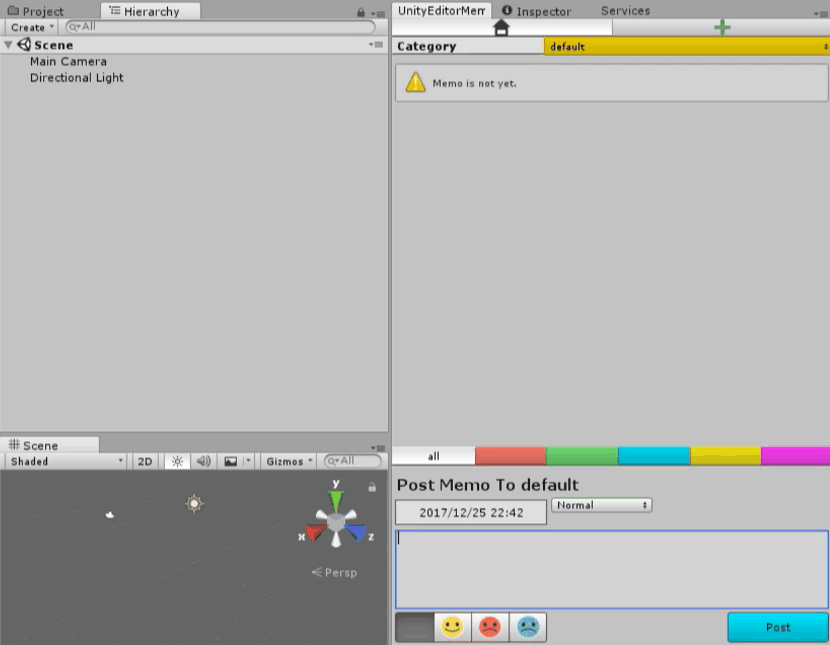 Project
Hierarchy
Create
All
Scene
Main Camera
Directional Light
Scene
Shaded
2D
Gizmos
All
y
x
z
Persp
UnityEditorMem
Inspector
Services
Category
default
Memo is not yet.
all
Post Memo To default
2017/12/25 22:42
Normal
Post